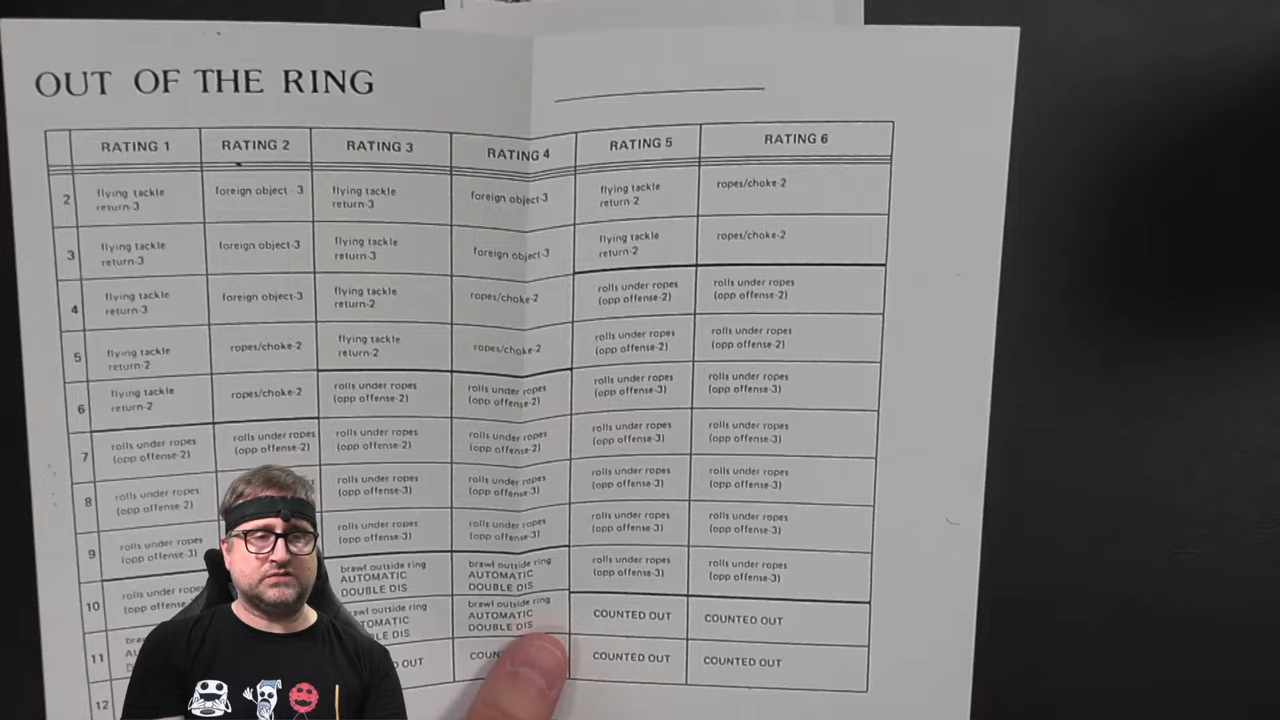 OUT OF THE RING
RATING 1 RATING 2 RATING 3 RATING 4 RATING 5 RATING 6
2 flying tackle return-3 foreign object-3 flying tackle return-3 foreign object-3 flying tackle return-2 ropes/choke-2
3 flying tackle return-3 foreign object-3 flying tackle return-3 foreign object-3 flying tackle return-2 ropes/choke-2
4 flying tackle return-3 foreign object-3 flying tackle return-2 ropes/choke-2 rolls under ropes (opp offense-2) rolls under ropes (opp offense-2)
5 flying tackle return-2 ropes/choke-2 flying tackle return-2 ropes/choke-2 rolls under ropes (opp offense-2) rolls under ropes (opp offense-2)
6 flying tackle return-2 ropes/choke-2 rolls under ropes (opp offense-2) rolls under ropes (opp offense-2) rolls under ropes (opp offense-3) rolls under ropes (opp offense-3)
7 rolls under ropes (opp offense-2) rolls under ropes (opp offense-2) rolls under ropes (opp offense-2) rolls under ropes (opp offense-2) rolls under ropes (opp offense-3) rolls under ropes (opp offense-3)
8 rolls under ropes (opp offense-2) rolls under ropes (opp offense-3) rolls under ropes (opp offense-3) rolls under ropes (opp offense-3) rolls under ropes (opp offense-3)
9 rolls under ropes (opp offense-3) rolls under ropes (opp offense-3) rolls under ropes (opp offense-3) rolls under ropes (opp offense-3) rolls under ropes (opp offense-3)
10 rolls under (opp brawl outside ring AUTOMATIC DOUBLE DIS brawl outside ring AUTOMATIC DOUBLE DIS rolls under ropes (opp offense-3) rolls under ropes (opp offense-3)
11 brawl outside ring AUTOMATIC DIS brawl outside ring AUTOMATIC DOUBLE DIS COUNTED OUT COUNTED OUT
12 OUT COUNTED OUT COUNTED OUT